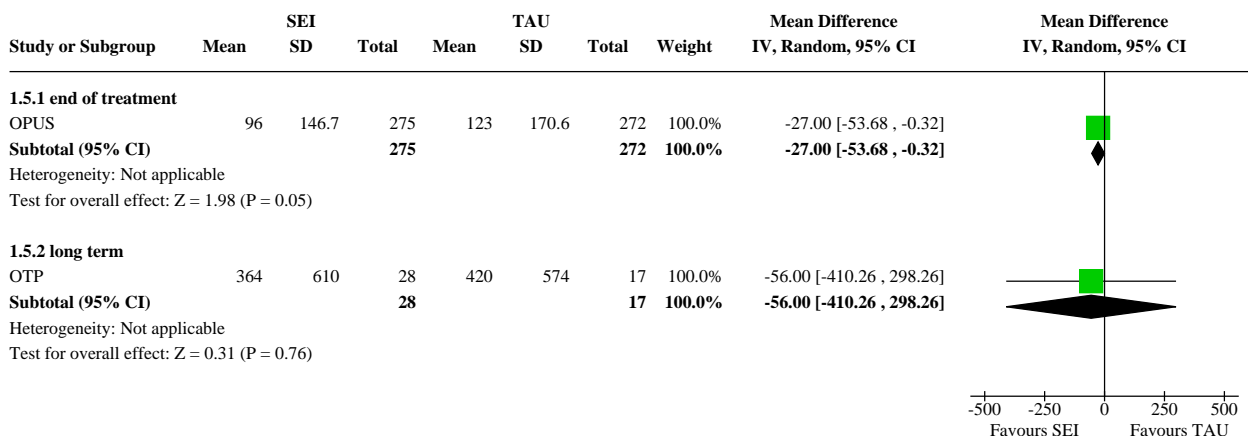 SEI TAU Mean Difference Mean Difference
Study or Subgroup Mean SD Total Mean SD Total Weight IV, Random, 95% CI IV, Random, 95% CI
1.5.1 end of treatment
OPUS 96 146.7 275 123 170.6 272 100.0% -27.00 [-53.68 , -0.32]
Subtotal (95% CI) 275 272 100.0% -27.00 [-53.68 , -0.32]
Heterogeneity: Not applicable
Test for overall effect: Z = 1.98 (P = 0.05)
1.5.2 long term
OTP 364 610 28 420 574 17 100.0% -56.00 [-410.26 , 298.26]
Subtotal (95% CI) 28 17 100.0% -56.00 [-410.26 , 298.26]
Heterogeneity: Not applicable
Test for overall effect: Z = 0.31 (P = 0.76)
-500 -250 0 250 500
Favours SEI Favours TAU